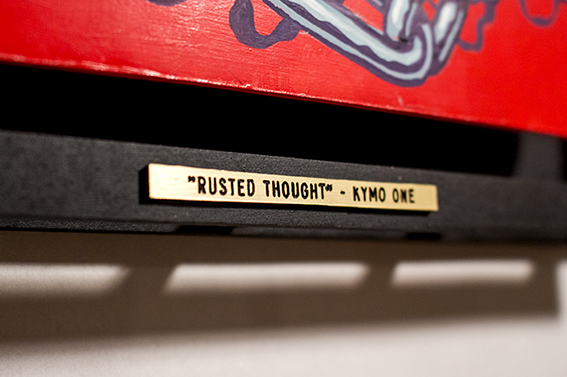 "RUSTED THOUGHT" - KYMO ONE